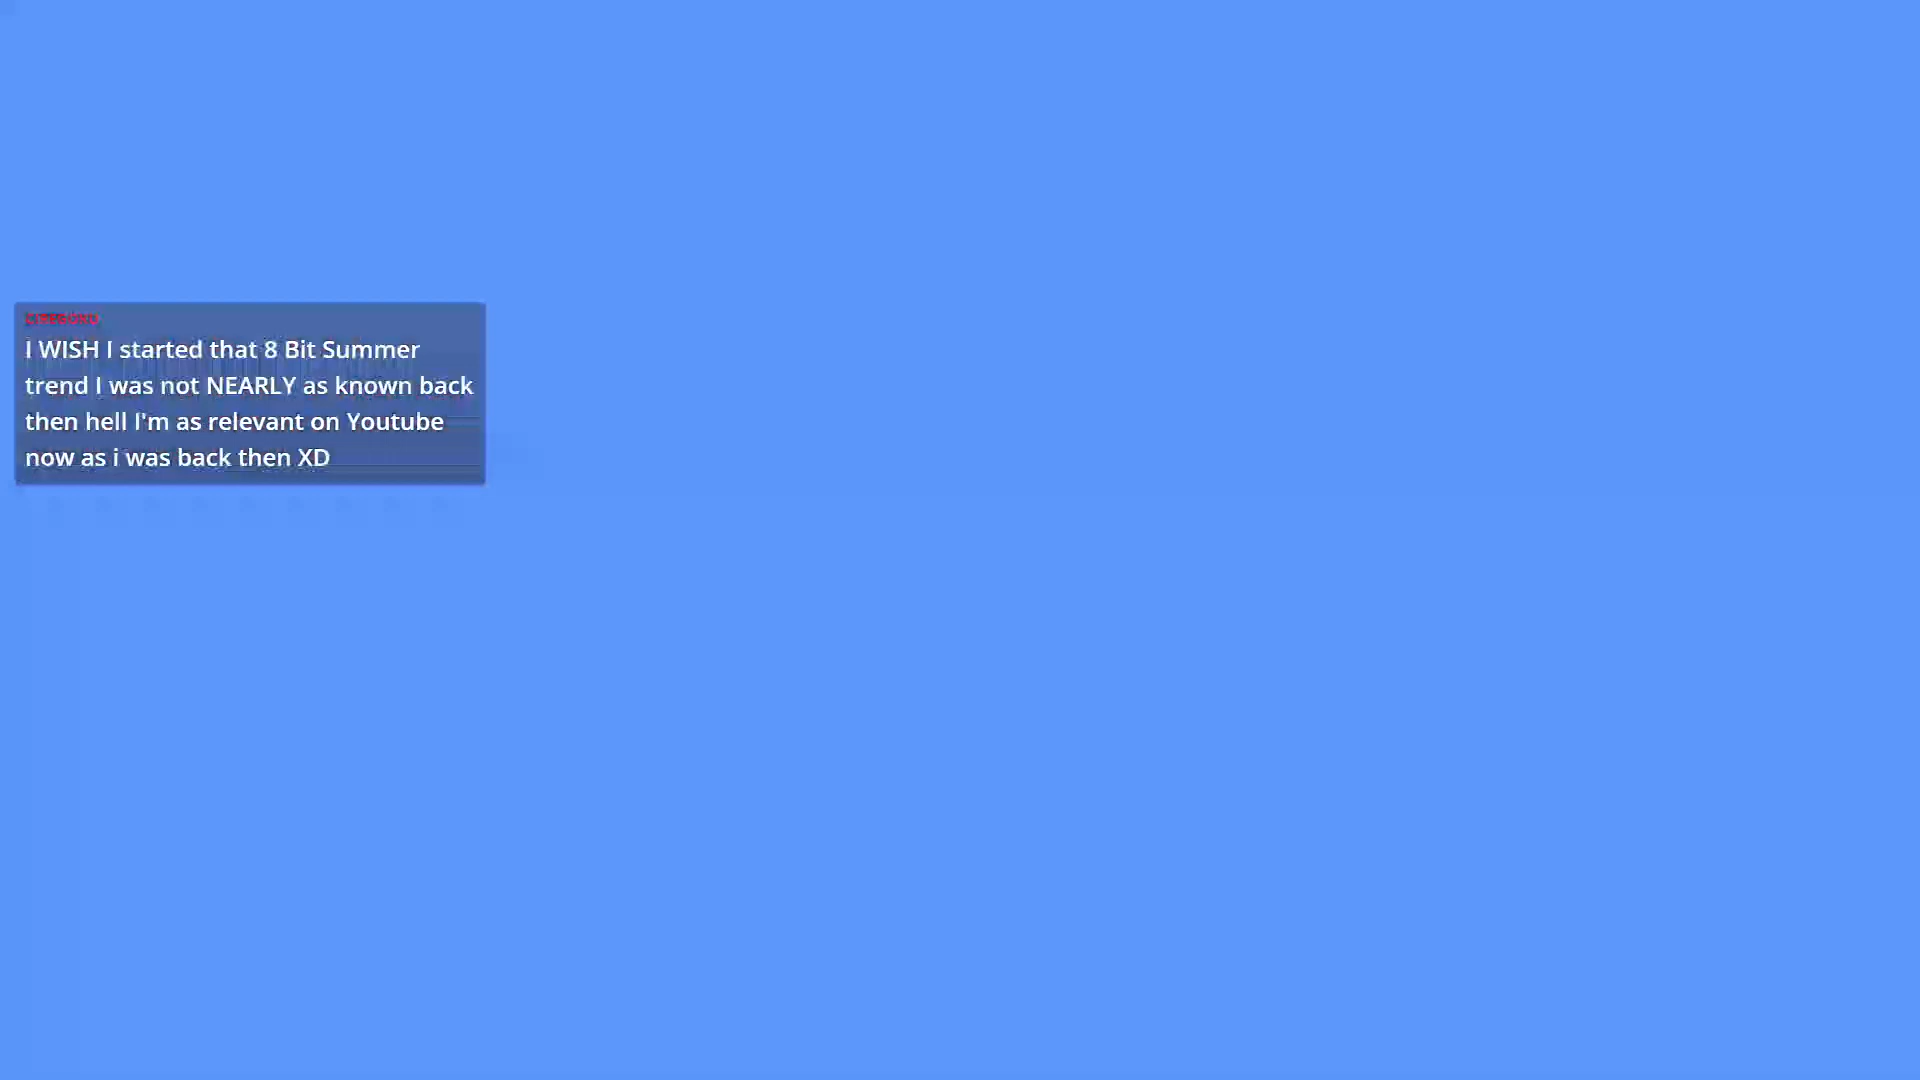 I WISH I started that 8 Bit Summer
trend I was not NEARLY as known back
then hell I'm as relevant on Youtube
now as i was back then XD